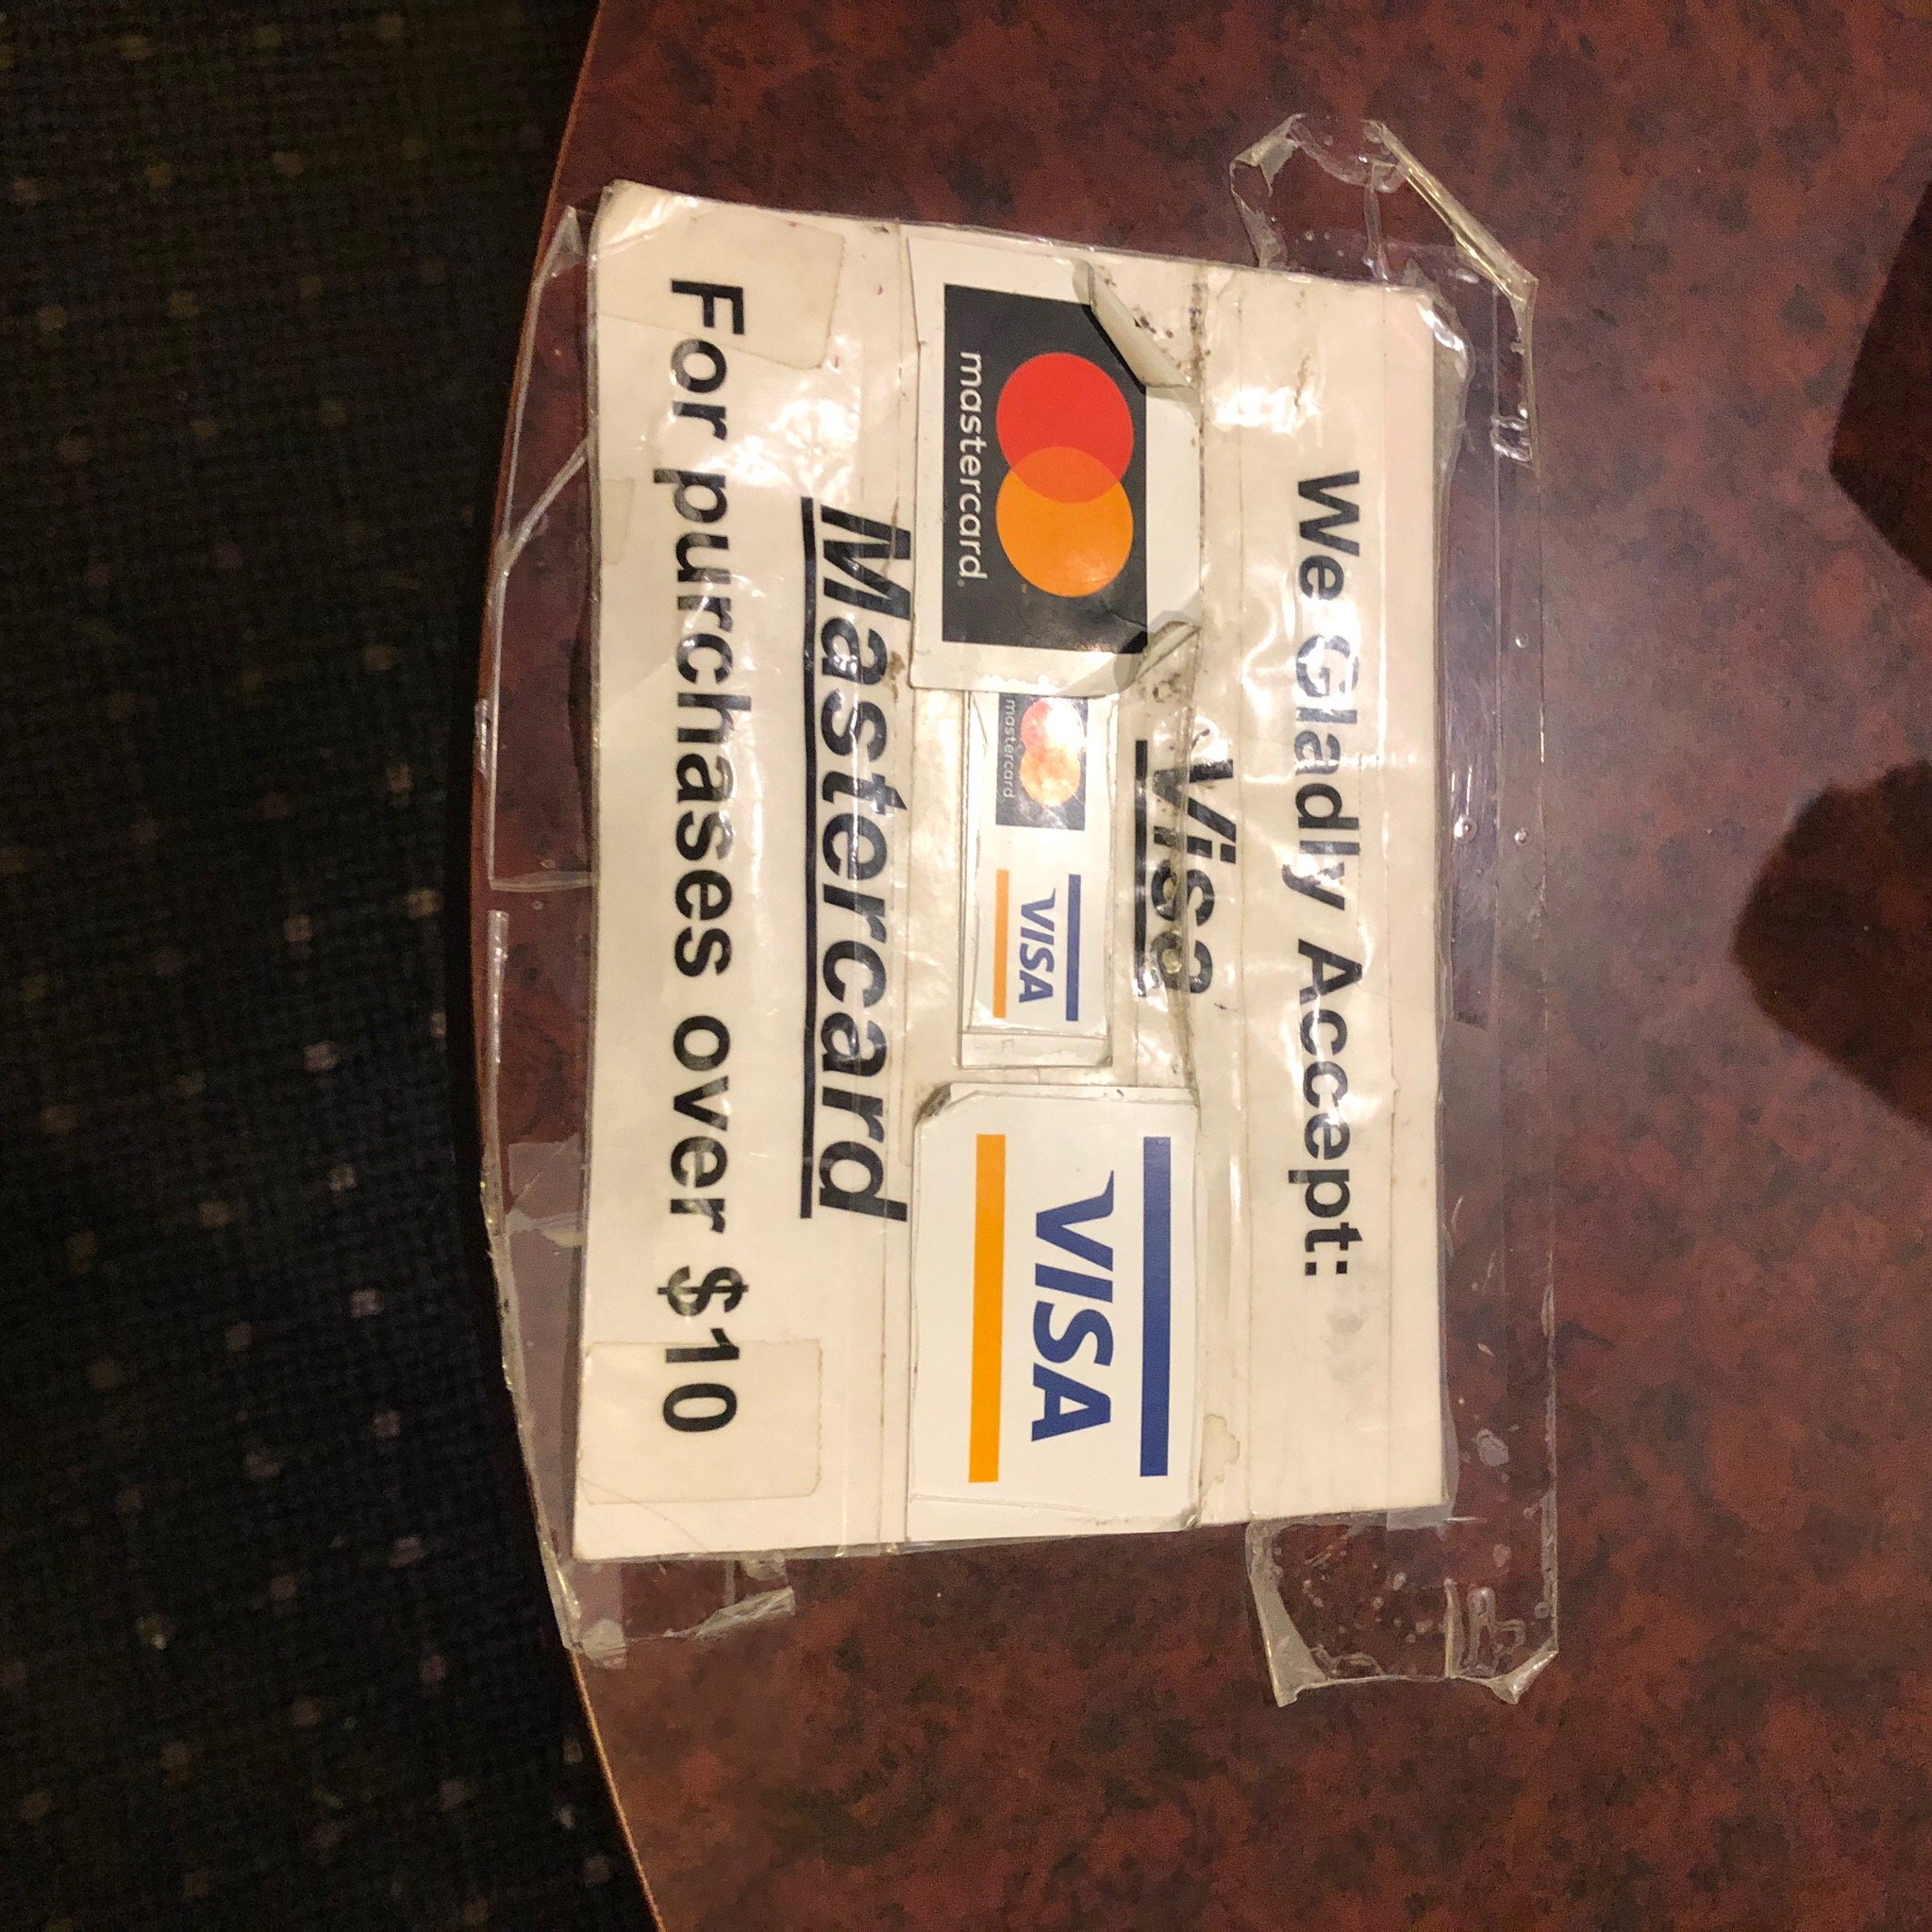 We Gladly Accept:
Visa
mastercard.
mastercard
VISA
VISA
Mastercard
For purchases over $10